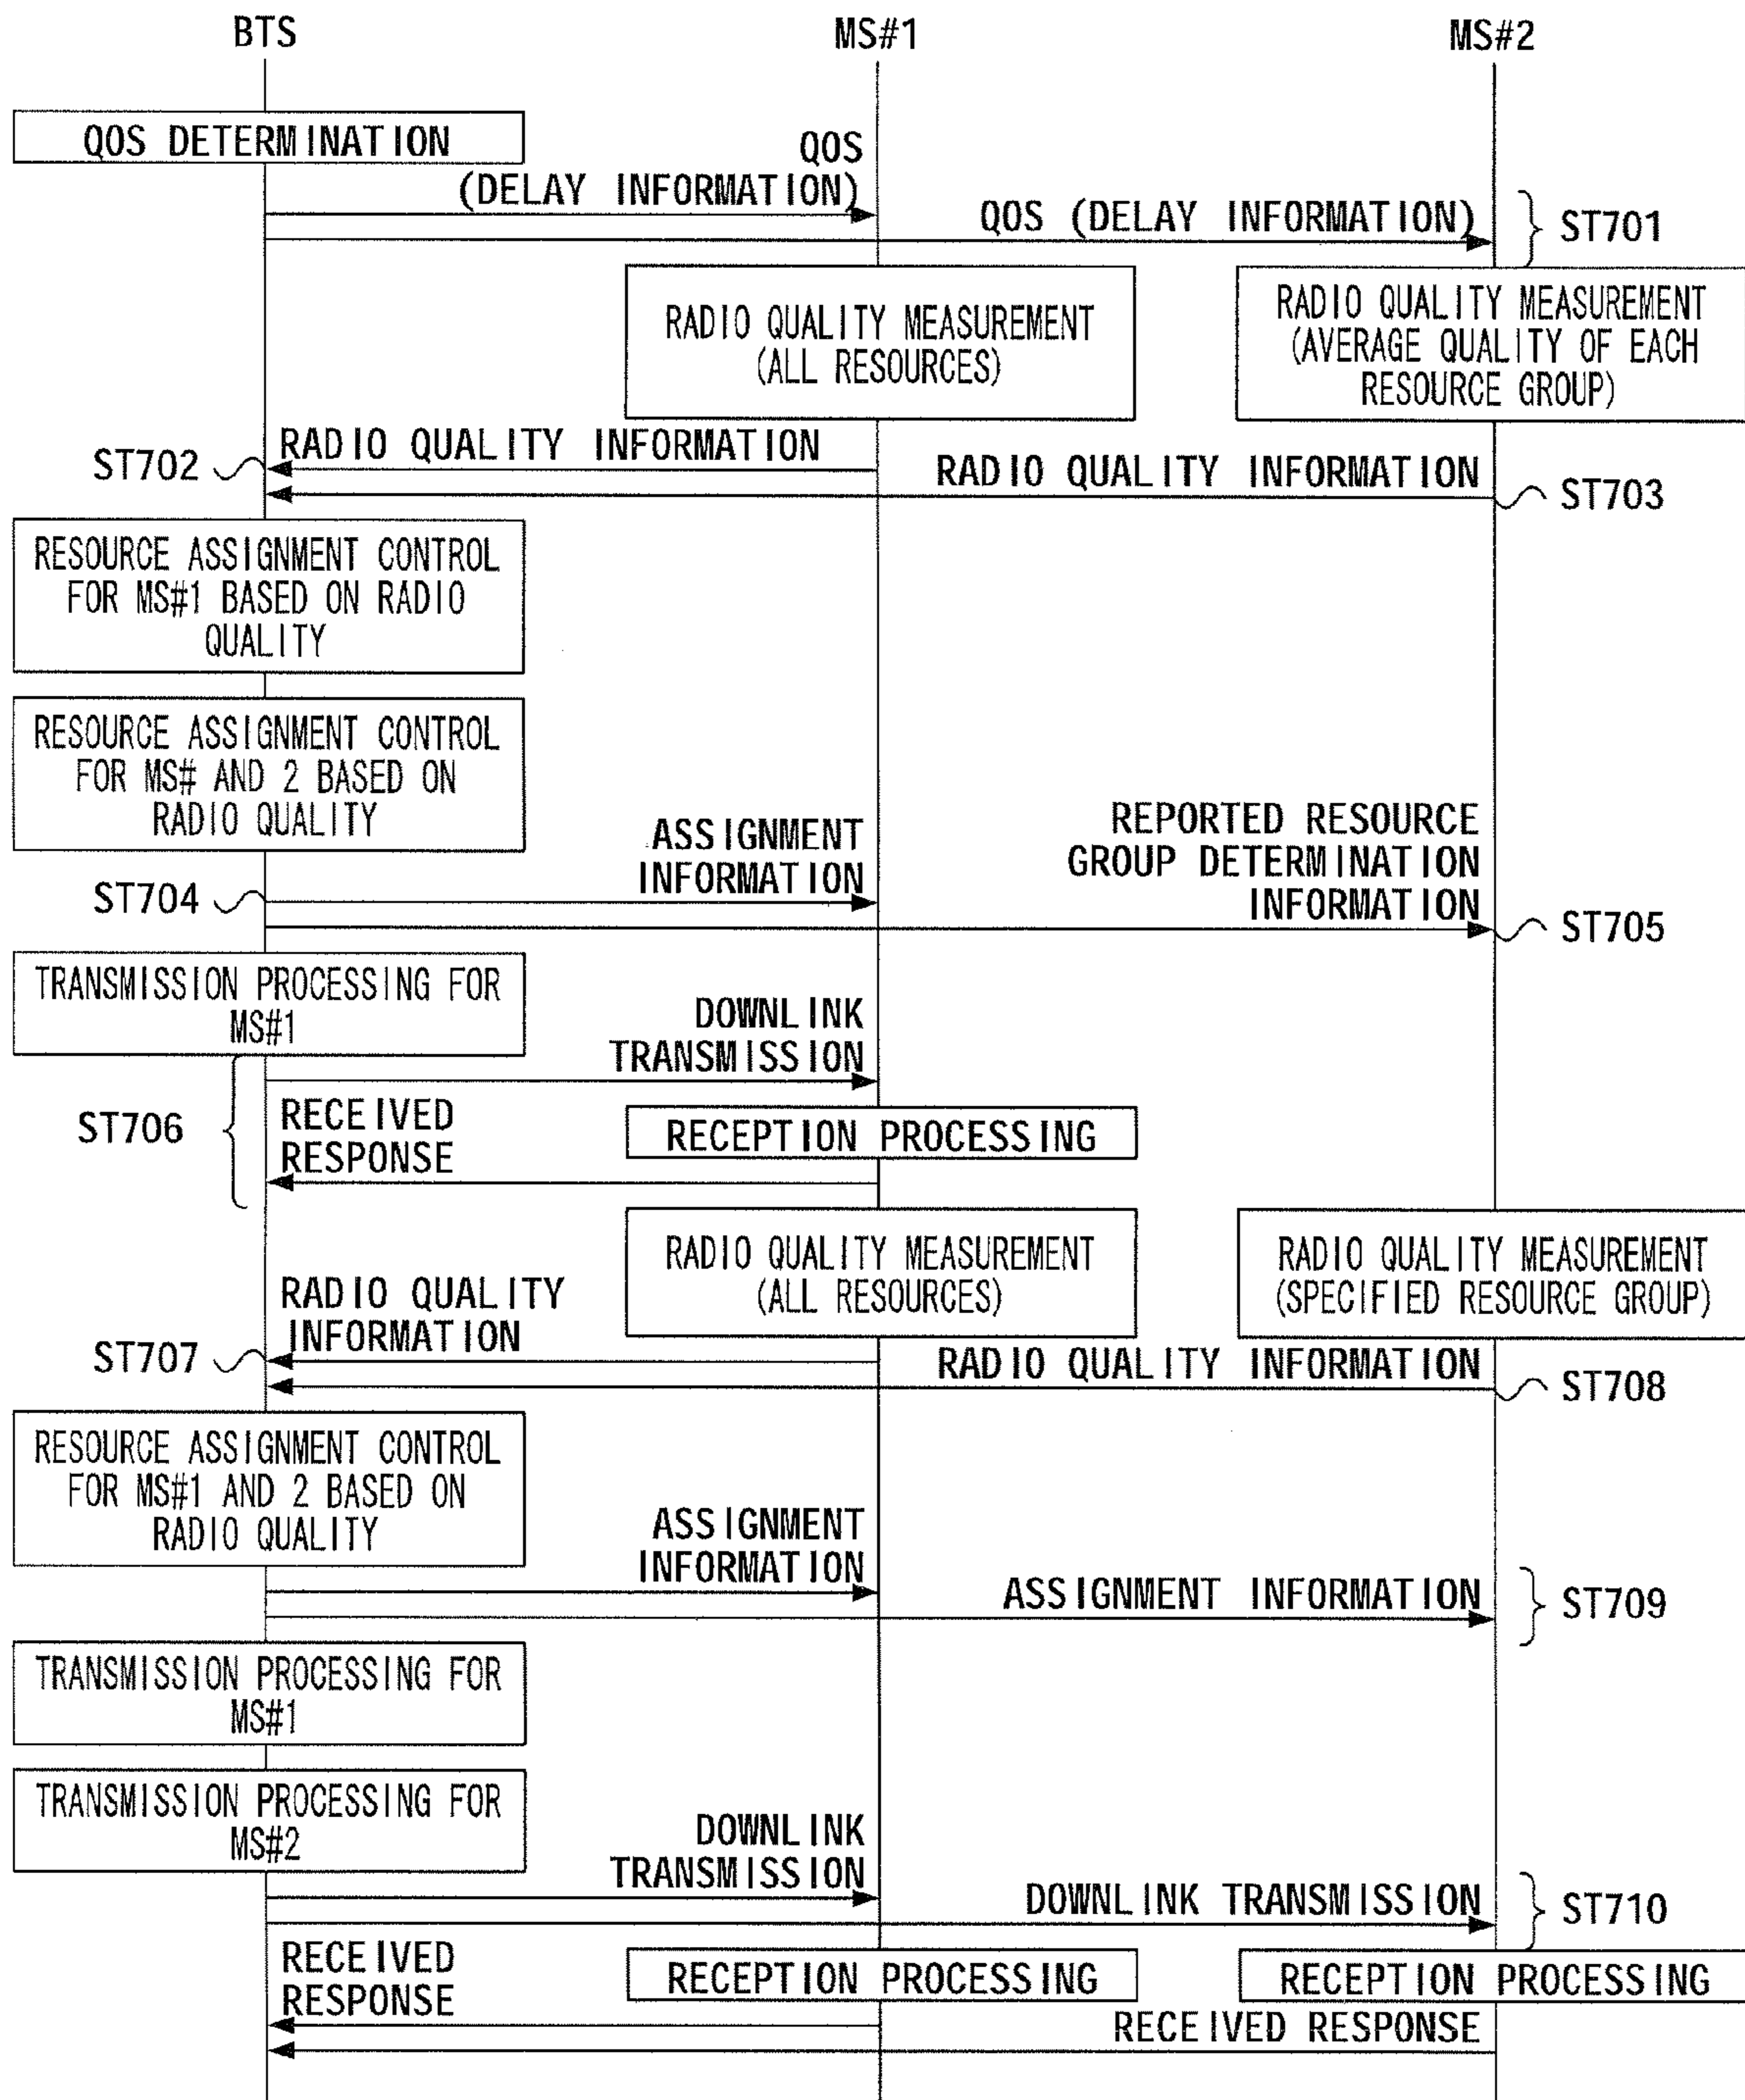 BTS
MS#1
MS#2
QOS DETERMINATION
QOS
(DELAY INFORMATION)
QOS (DELAY INFORMATION)
ST701
RADIO QUALITY MEASUREMENT
(ALL RESOURCES)
RADIO QUALITY MEASUREMENT
(AVERAGE QUALITY OF EACH
RESOURCE GROUP)
ST702
RADIO QUALITY INFORMATION
RADIO QUALITY INFORMATION
ST703
RESOURCE ASSIGNMENT CONTROL
FOR MS#1 BASED ON RADIO
QUALITY
RESOURCE ASSIGNMENT CONTROL
FOR MS# AND 2 BASED ON
RADIO QUALITY
ASSIGNMENT
INFORMATION
ST704
REPORTED RESOURCE
GROUP DETERMINATION
INFORMATION
ST705
TRANSMISSION PROCESSING FOR
MS#1
DOWNLINK
TRANSMISSION
ST706
RECEIVED
RESPONSE
RECEPTION PROCESSING
RADIO QUALITY MEASUREMENT
(ALL RESOURCES)
RADIO QUALITY MEASUREMENT
(SPECIFIED RESOURCE GROUP)
RADIO QUALITY
INFORMATION
ST707
RADIO QUALITY INFORMATION
ST708
RESOURCE ASSIGNMENT CONTROL
FOR MS#1 AND 2 BASED ON
RADIO QUALITY
ASSIGNMENT
INFORMATION
ASSIGNMENT INFORMATION
ST709
TRANSMISSION PROCESSING FOR
MS#1
TRANSMISSION PROCESSING FOR
MS#2
DOWNLINK
TRANSMISSION
DOWNLINK TRANSMISSION
ST710
RECEIVED
RESPONSE
RECEPTION PROCESSING
RECEPTION PROCESSING
RECEIVED RESPONSE